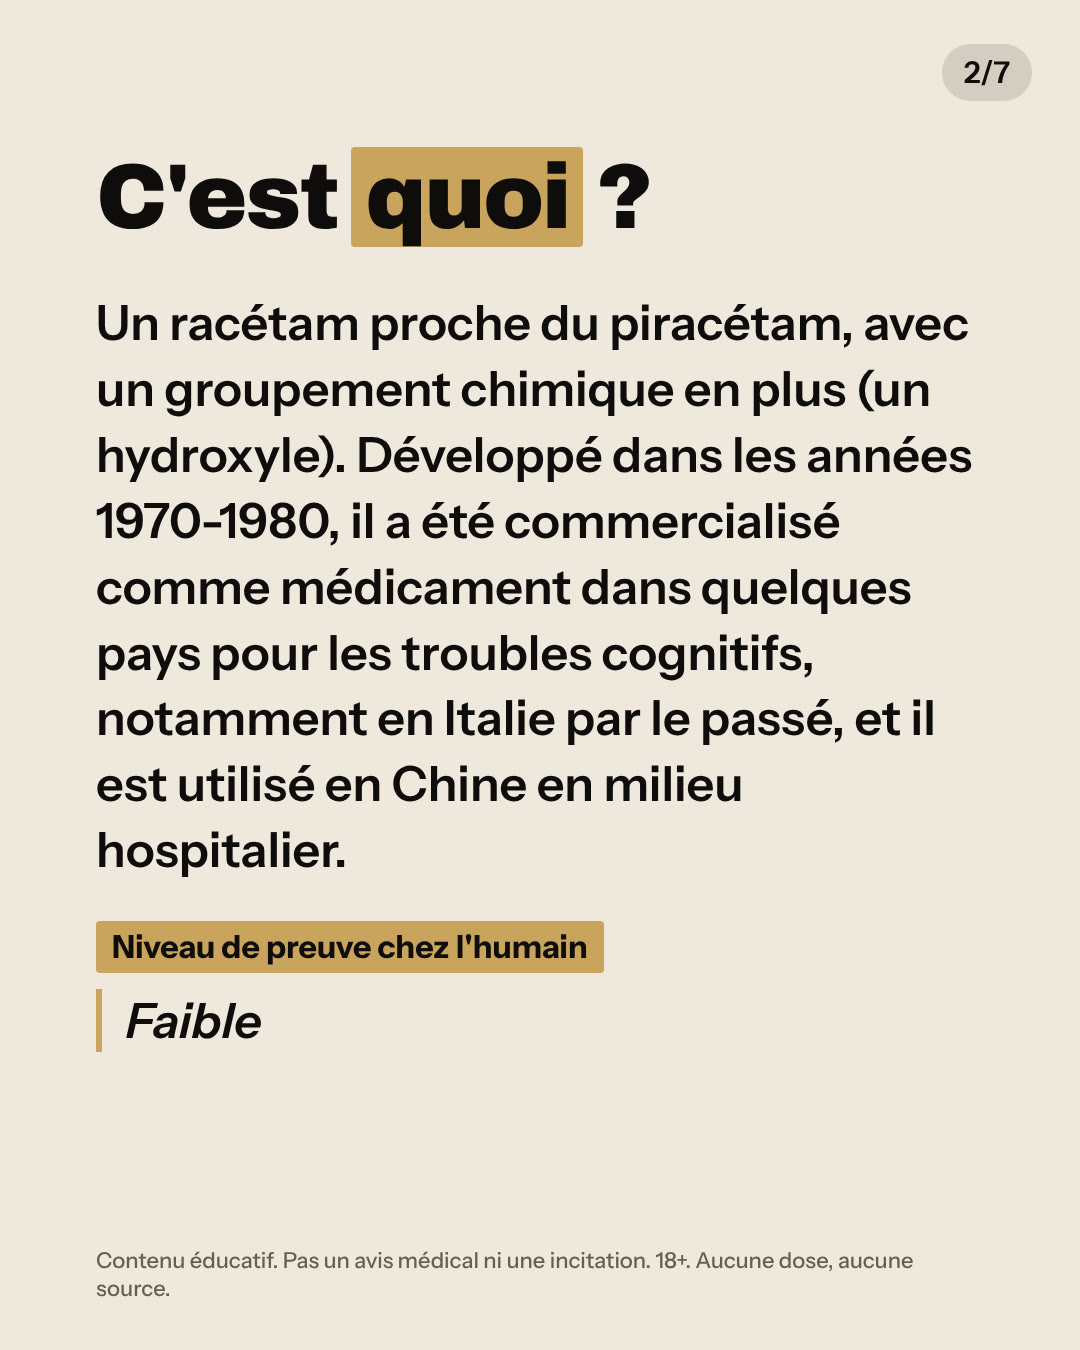 2/7
C'est quoi ?
Un racétam proche du piracétam, avec
un groupement chimique en plus (un
hydroxyle). Développé dans les années
1970-1980, il a été commercialisé
comme médicament dans quelques
pays pour les troubles cognitifs,
notamment en Italie par le passé, et il
est utilisé en Chine en milieu
hospitalier.
Niveau de preuve chez l'humain
Faible
Contenu éducatif. Pas un avis médical ni une incitation. 18+. Aucune dose, aucune
source.